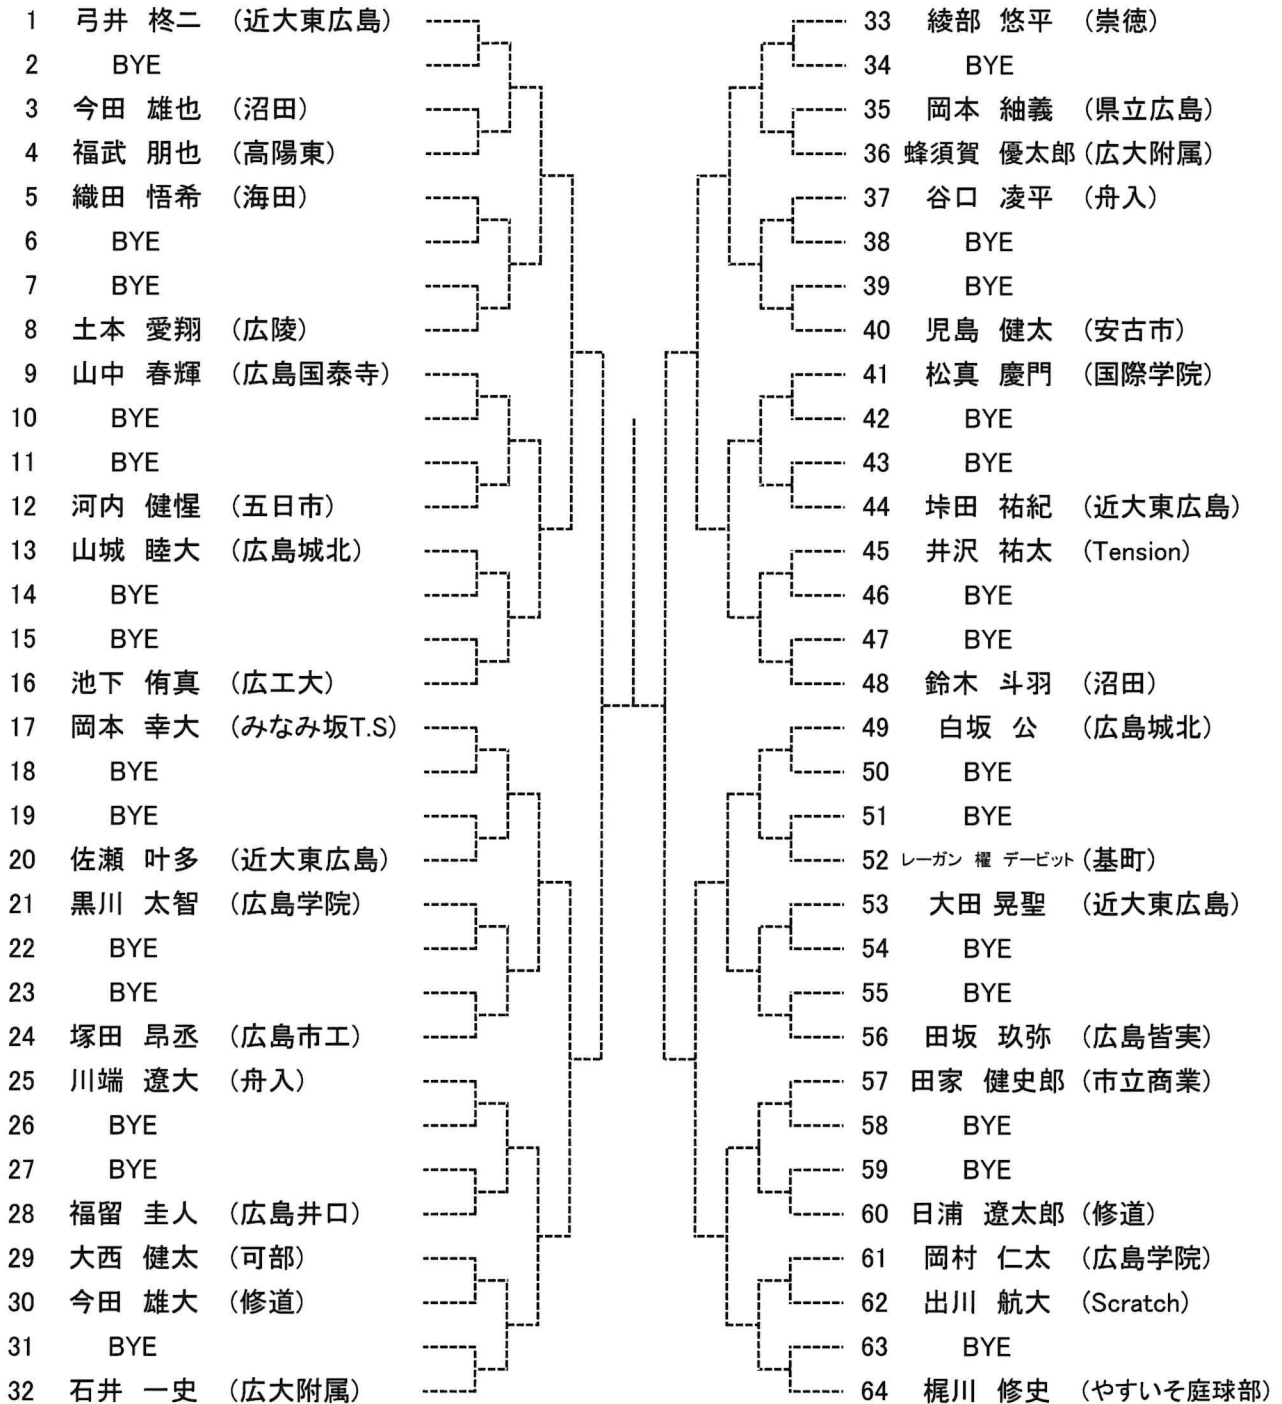 1 弓井 柊二 (近大東広島)
2 BYE
3 今田 雄也 (沼田)
4 福武 朋也 (高陽東)
5 織田 悟希 (海田)
6 BYE
7 BYE
8 土本 愛翔 (広陵)
9 山中 春輝 (広島国泰寺)
10 BYE
11 BYE
12 河内 健惺 (五日市)
13 山城 睦大 (広島城北)
14 BYE
15 BYE
16 池下 侑真 (広工大)
17 岡本 幸大 (みなみ坂T.S)
18 BYE
19 BYE
20 佐瀬 叶多 (近大東広島)
21 黒川 太智 (広島学院)
22 BYE
23 BYE
24 塚田 昂丞 (広島市工)
25 川端 遼大 (舟入)
26 BYE
27 BYE
28 福留 圭人 (広島井口)
29 大西 健太 (可部)
30 今田 雄大 (修道)
31 BYE
32 石井 一史 (広大附属)
33 綾部 悠平 (崇徳)
34 BYE
35 岡本 紬義 (県立広島)
36 蜂須賀 優太郎 (広大附属)
37 谷口 凌平 (舟入)
38 BYE
39 BYE
40 児島 健太 (安古市)
41 松真 慶門 (国際学院)
42 BYE
43 BYE
44 垰田 祐紀 (近大東広島)
45 井沢 祐太 (Tension)
46 BYE
47 BYE
48 鈴木 斗羽 (沼田)
49 白坂 公 (広島城北)
50 BYE
51 BYE
52 レーガン 櫂 デービット (基町)
53 大田 晃聖 (近大東広島)
54 BYE
55 BYE
56 田坂 玖弥 (広島皆実)
57 田家 健史郎 (市立商業)
58 BYE
59 BYE
60 日浦 遼太郎 (修道)
61 岡村 仁太 (広島学院)
62 出川 航大 (Scratch)
63 BYE
64 梶川 修史 (やすいそ庭球部)